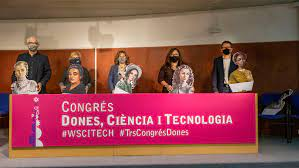 CONGRÉS
DONES, CIÈNCIA I TECNOLOGIA
#WSCITECH #TrsCongrésDones